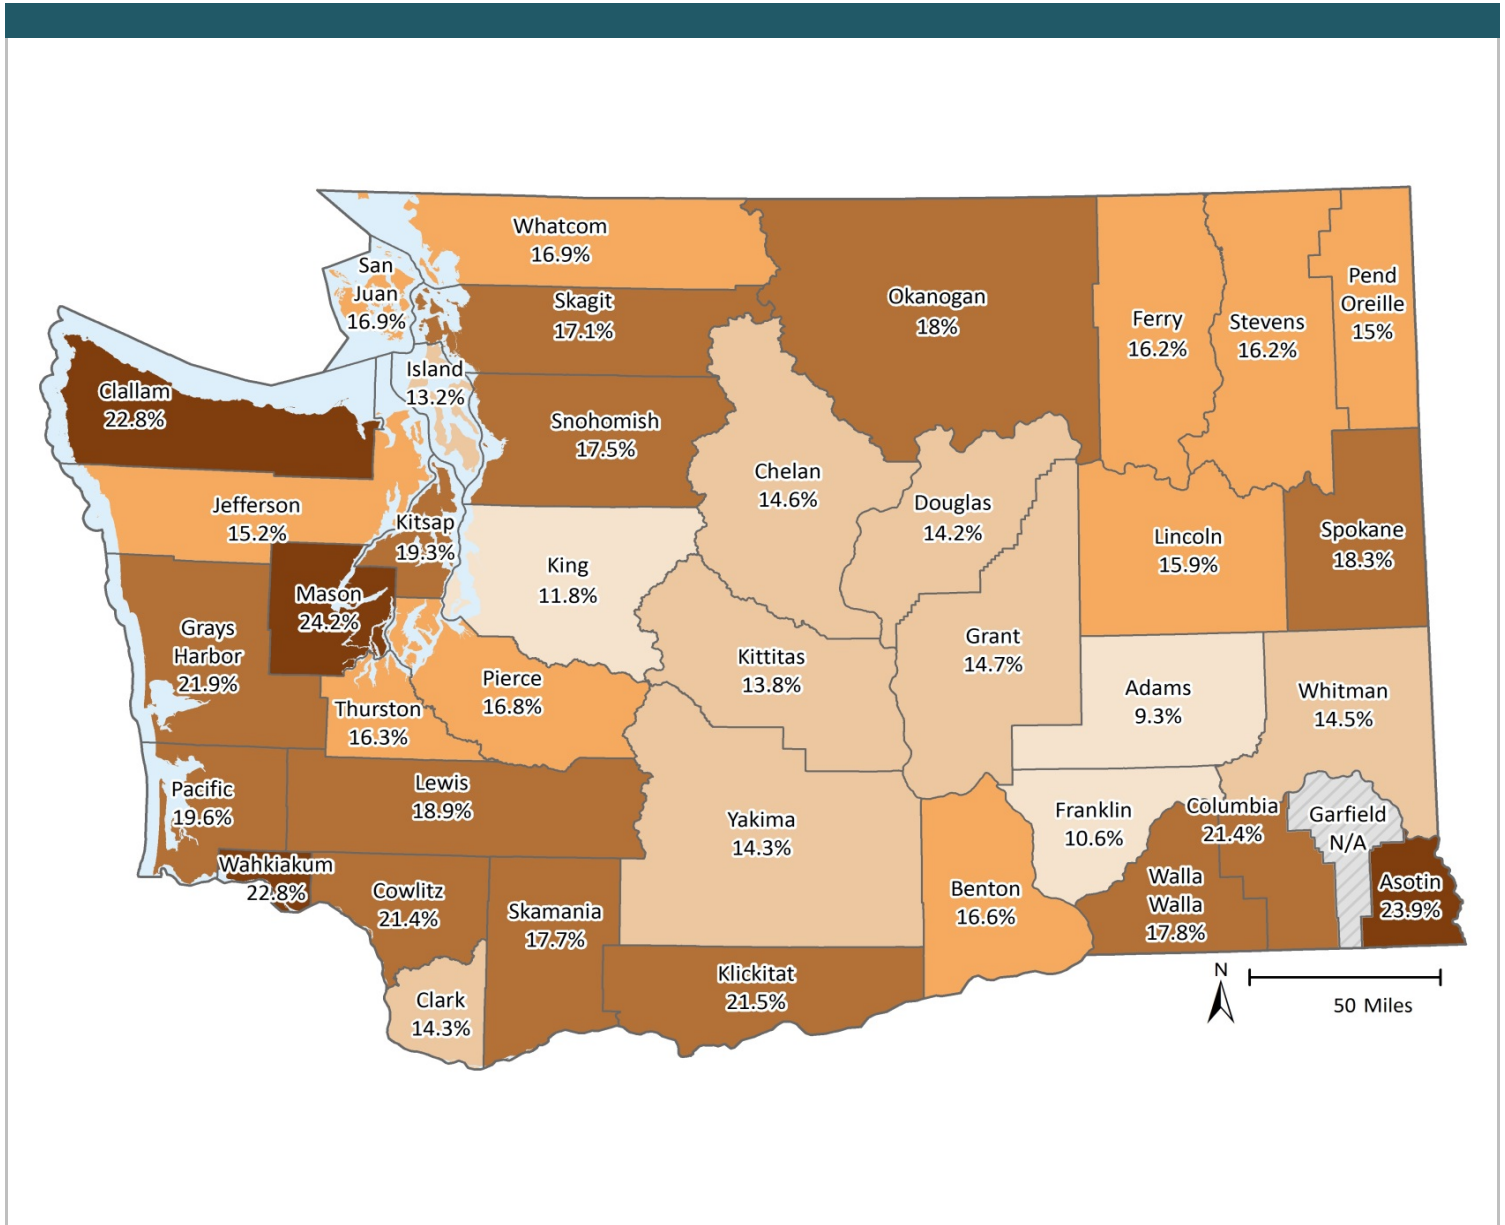 Whatcom
16.9%
San
Juan
16.9%
Skagit
17.1%
Okanogan
18%
Ferry
16.2%
Stevens
16.2%
Pend
Oreille
15%
Clallam
22.8%
Island
13.2%
Snohomish
17.5%
Chelan
14.6%
Douglas
14.2%
Jefferson
15.2%
Kitsap
19.3%
King
11.8%
Lincoln
15.9%
Spokane
18.3%
Mason
24.2%
Grays
Harbor
21.9%
Kittitas
13.8%
Grant
14.7%
Pierce
16.8%
Thurston
16.3%
Adams
9.3%
Whitman
14.5%
Pacific
19.6%
Lewis
18.9%
Yakima
14.3%
Franklin
10.6%
Columbia
21.4%
Garfield
N/A
Wahkiakum
22.8%
Cowlitz
21.4%
Skamania
17.7%
Benton
16.6%
Walla
Walla
17.8%
Asotin
23.9%
Klickitat
21.5%
Clark
14.3%
N
50 Miles